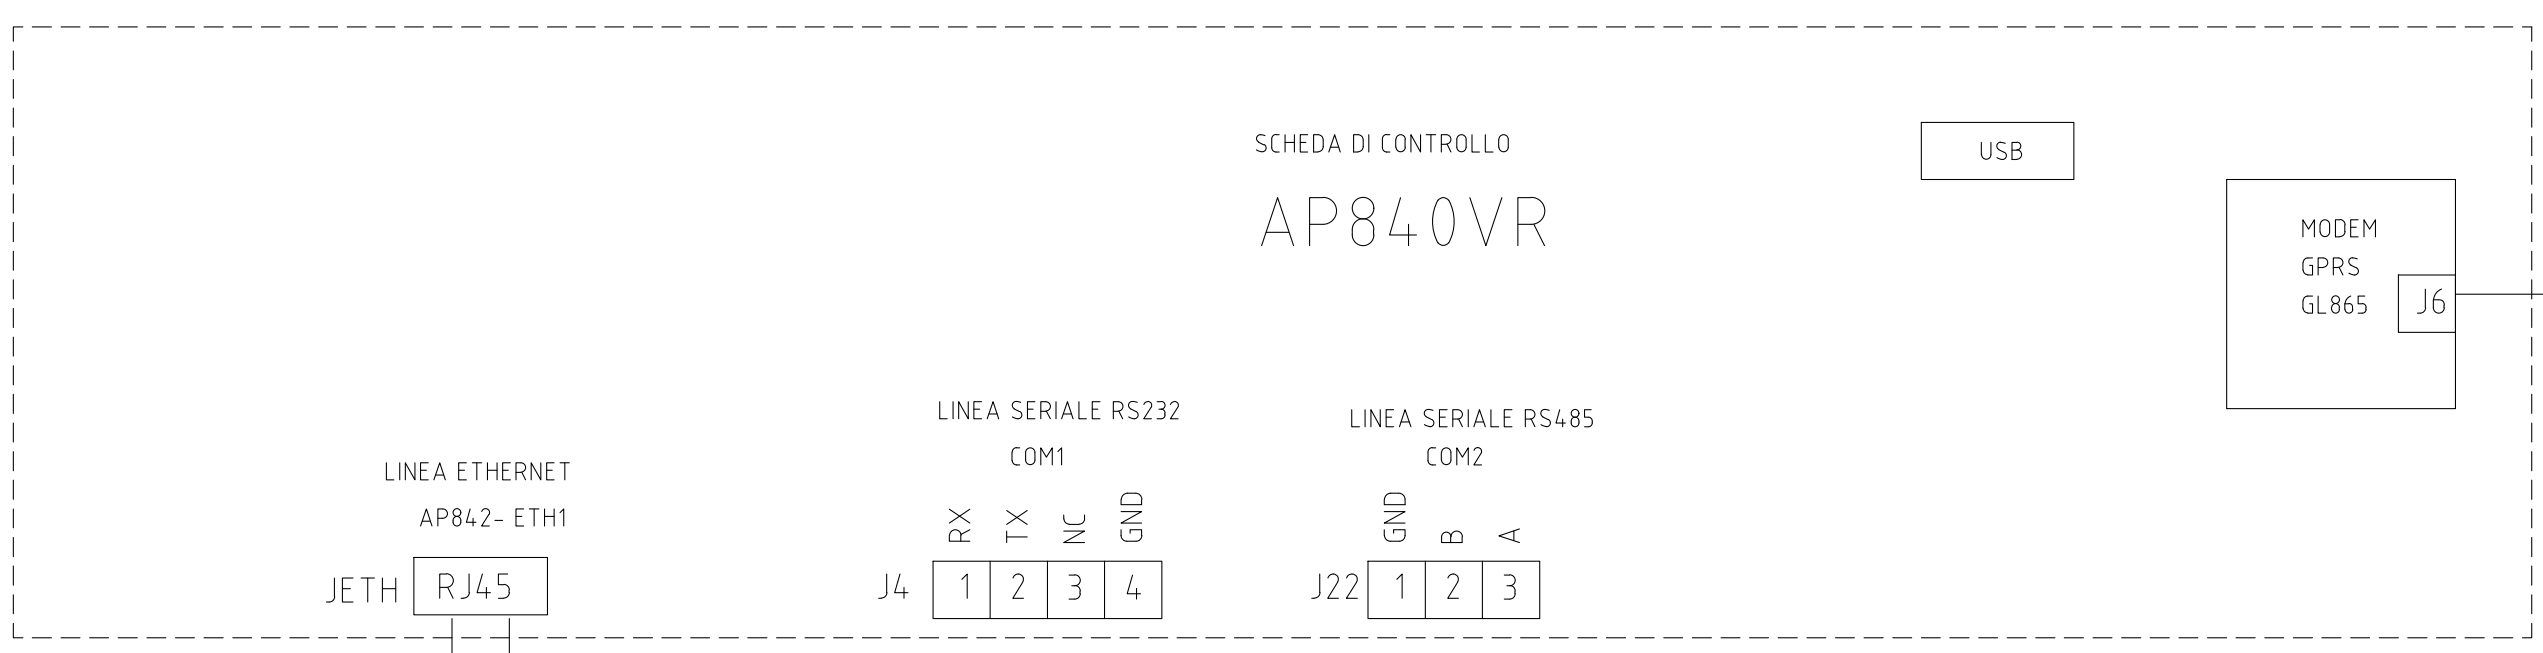 SCHEDA DI CONTROLLO
AP840VR
USB
MODEM
GPRS
GL865
J6
LINEA SERIALE RS232
COM1
RX TX NC GND
J4 1 2 3 4
LINEA SERIALE RS485
COM2
GND B A
J22 1 2 3
LINEA ETHERNET
AP842- ETH1
JETH RJ45